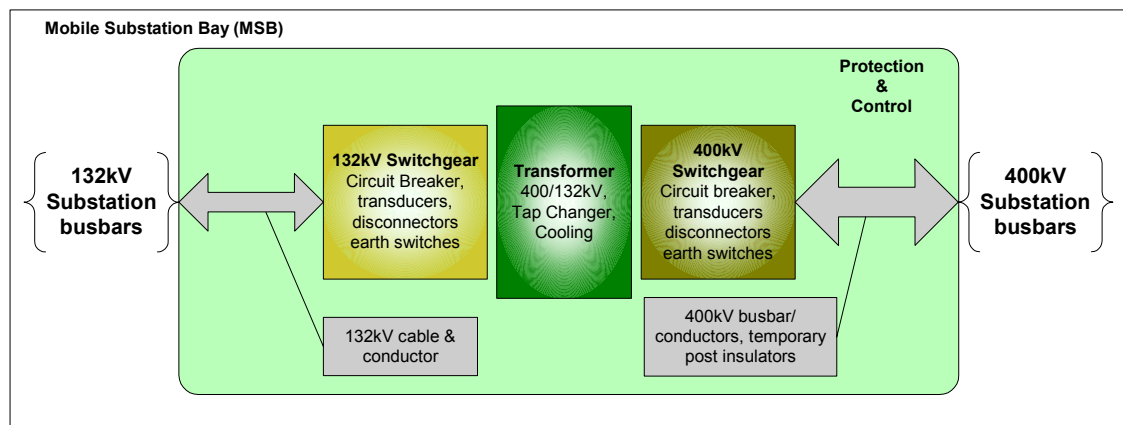 Mobile Substation Bay (MSB)
Protection
&
Control
132kV
Substation
busbars
132kV Switchgear
Circuit Breaker,
transducers,
disconnectors
earth switches
Transformer
400/132kV,
Tap Changer,
Cooling
400kV
Switchgear
Circuit breaker,
transducers
disconnectors
earth switches
400kV
Substation
busbars
132kV cable &
conductor
400kV busbar/
conductors, temporary
post insulators